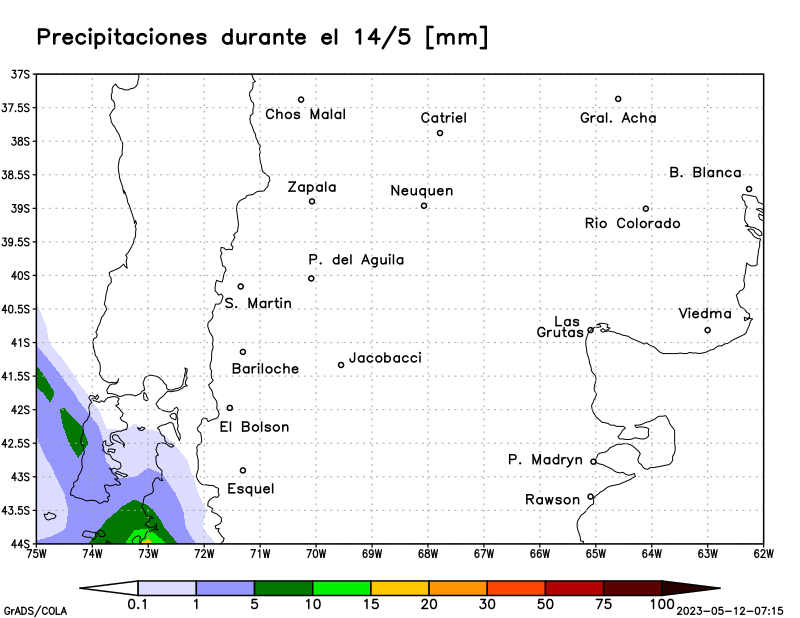 Precipitaciones durante el 14/5 [mm]
37S
37.5S
38S
38.5S
39S
39.5S
40S
40.5S
41S
41.5S
42S
42.5S
43S
43.5S
44S
Chos Malal
Catriel
Gral. Acha
B. Blanca
Zapala
Neuquen
Rio Colorado
P. del Aguila
S. Martin
Viedma
Las
Grutas
Jacobacci
Bariloche
El Bolson
P. Madryn
Esquel
Rawson
75W 74W 73W 72W 71W 70W 69W 68W 67W 66W 65W 64W 63W 62W
0.1 1 5 10 15 20 30 50 75 100
GrADS/COLA
2023-05-12-07:15